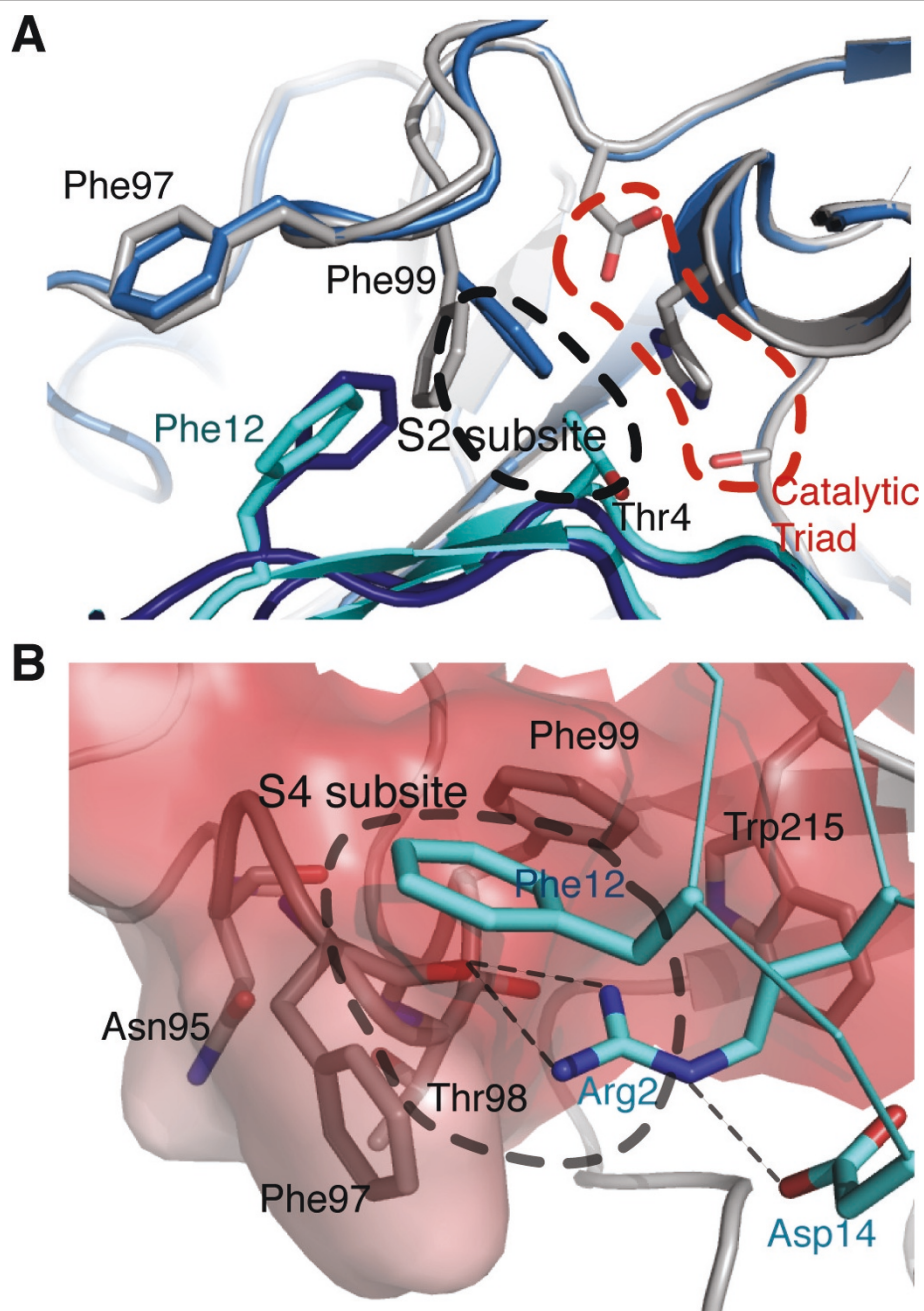 A
Phe97
Phe99
Phe12
S2 subsite
Thr4
Catalytic
Triad
B
Phe99
S4 subsite
Trp215
Phe12
Asn95
Thr98
Arg2
Phe97
Asp14